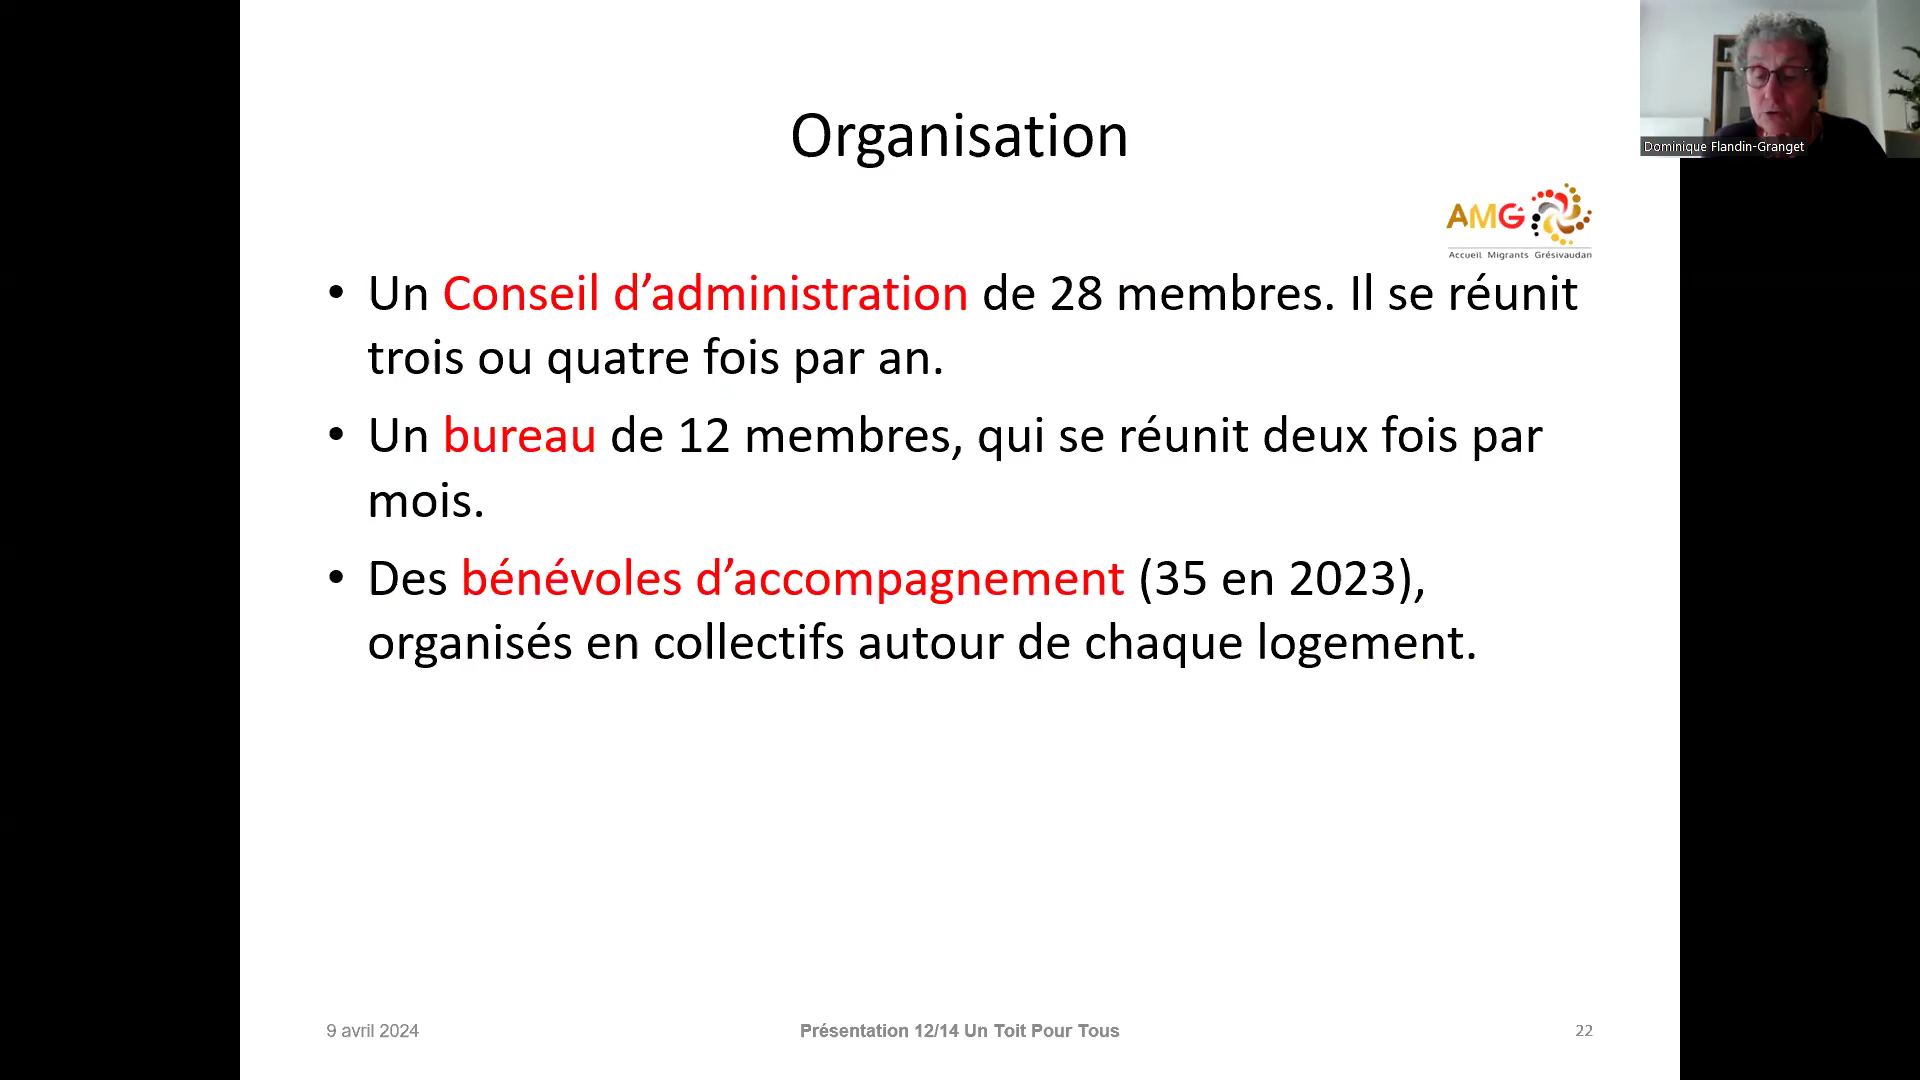 Organisation
Dominique Flandin-Granget
AMG
Accueil Migrants Grésivaudan
• Un Conseil d’administration de 28 membres. Il se réunit
trois ou quatre fois par an.
• Un bureau de 12 membres, qui se réunit deux fois par
mois.
• Des bénévoles d’accompagnement (35 en 2023),
organisés en collectifs autour de chaque logement.
9 avril 2024
Présentation 12/14 Un Toit Pour Tous
22